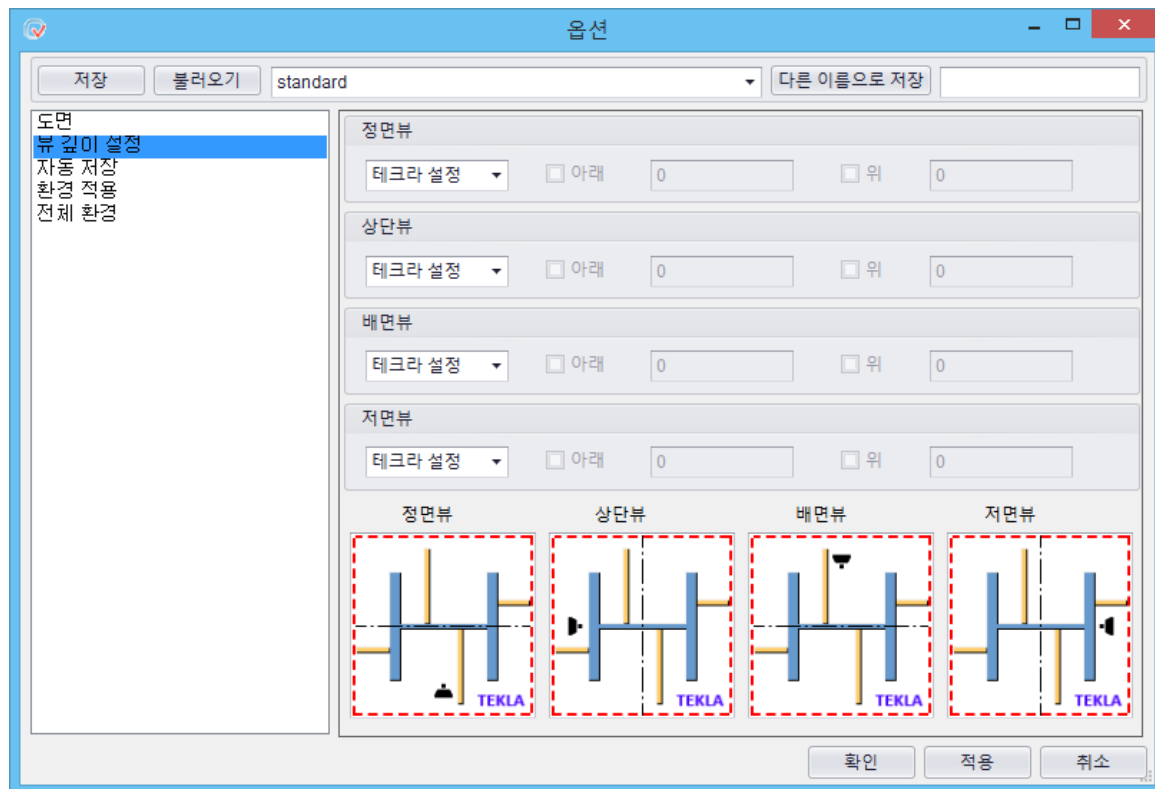 옵션
저장 불러오기 standard 다른 이름으로 저장
도면
뷰 깊이 설정
자동 저장
환경 적용
전체 환경
정면뷰
테크라 설정 아래 0 위 0
상단뷰
테크라 설정 아래 0 위 0
배면뷰
테크라 설정 아래 0 위 0
저면뷰
테크라 설정 아래 0 위 0
정면뷰 상단뷰 배면뷰 저면뷰
TEKLA TEKLA TEKLA TEKLA
확인 적용 취소